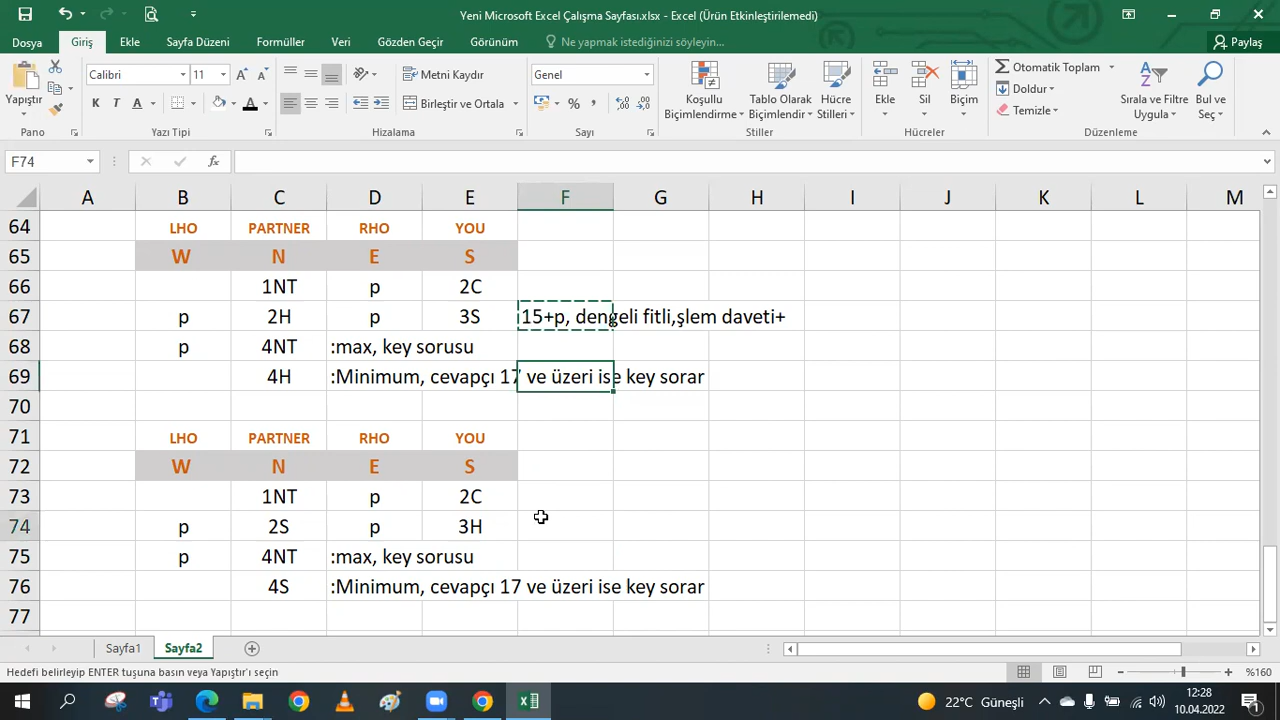 Yeni Microsoft Excel Çalışma Sayfası.xlsx - Excel (Ürün Etkinleştirilemedi)
Dosya Giriş Ekle Sayfa Düzeni Formüller Veri Gözden Geçir Görünüm Ne yapmak istediğinizi söyleyin... Paylaş
Yapıştır Calibri 11 Metni Kaydır Genel Koşullu Biçimlendirme Tablo Olarak Biçimlendir Hücre Stilleri Ekle Sil Biçim Otomatik Toplam Sırala ve Filtre Uygula Bul ve Seç
K T A Birleştir ve Ortala % Doldur
Temizle
Pano Yazı Tipi Hizalama Sayı Stiller Hücreler Düzenleme
F74 fx
A B C D E F G H I J K L M
64 LHO PARTNER RHO YOU
65 W N E S
66 1NT p 2C
67 p 2H p 3S 15+p, dengeli fitli,şlem daveti+
68 p 4NT :max, key sorusu
69 4H :Minimum, cevapçı 17 ve üzeri ise key sorar
70
71 LHO PARTNER RHO YOU
72 W N E S
73 1NT p 2C
74 p 2S p 3H
75 p 4NT :max, key sorusu
76 4S :Minimum, cevapçı 17 ve üzeri ise key sorar
77
Sayfa1 Sayfa2
Hedefi belirleyip ENTER tuşuna basın veya Yapıştır'ı seçin %160
22°C Güneşli 12:28
10.04.2022